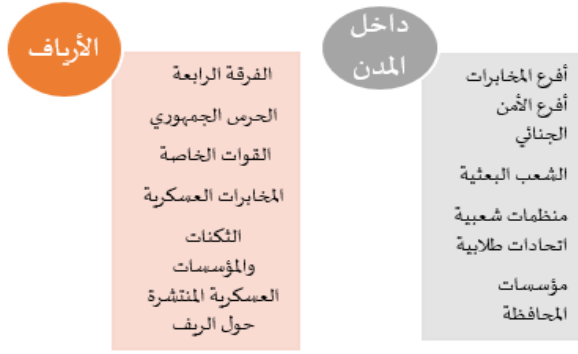 داخل
المدن
أفرع المخابرات
أفرع الأمن
الجنائي
الشعب البعثية
منظمات شعبية
اتحادات طلابية
مؤسسات
المحافظة
الأرياف
الفرقة الرابعة
الحرس الجمهوري
القوات الخاصة
المخابرات العسكرية
الثكنات
والمؤسسات
العسكرية المنتشرة
حول الريف